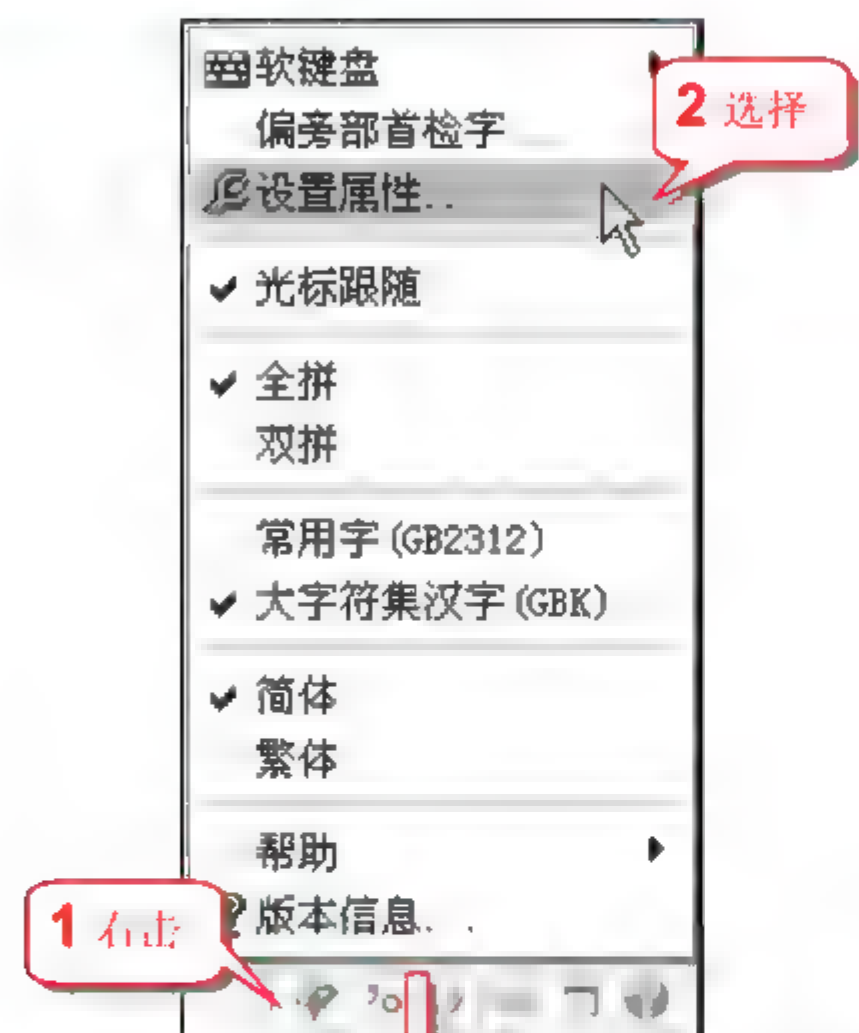 软键盘
2 选择
偏旁部首检字
设置属性..
光标跟随
全拼
双拼
常用字(GB2312)
大字符集汉字(GBK)
简体
繁体
帮助
1 右击
版本信息...